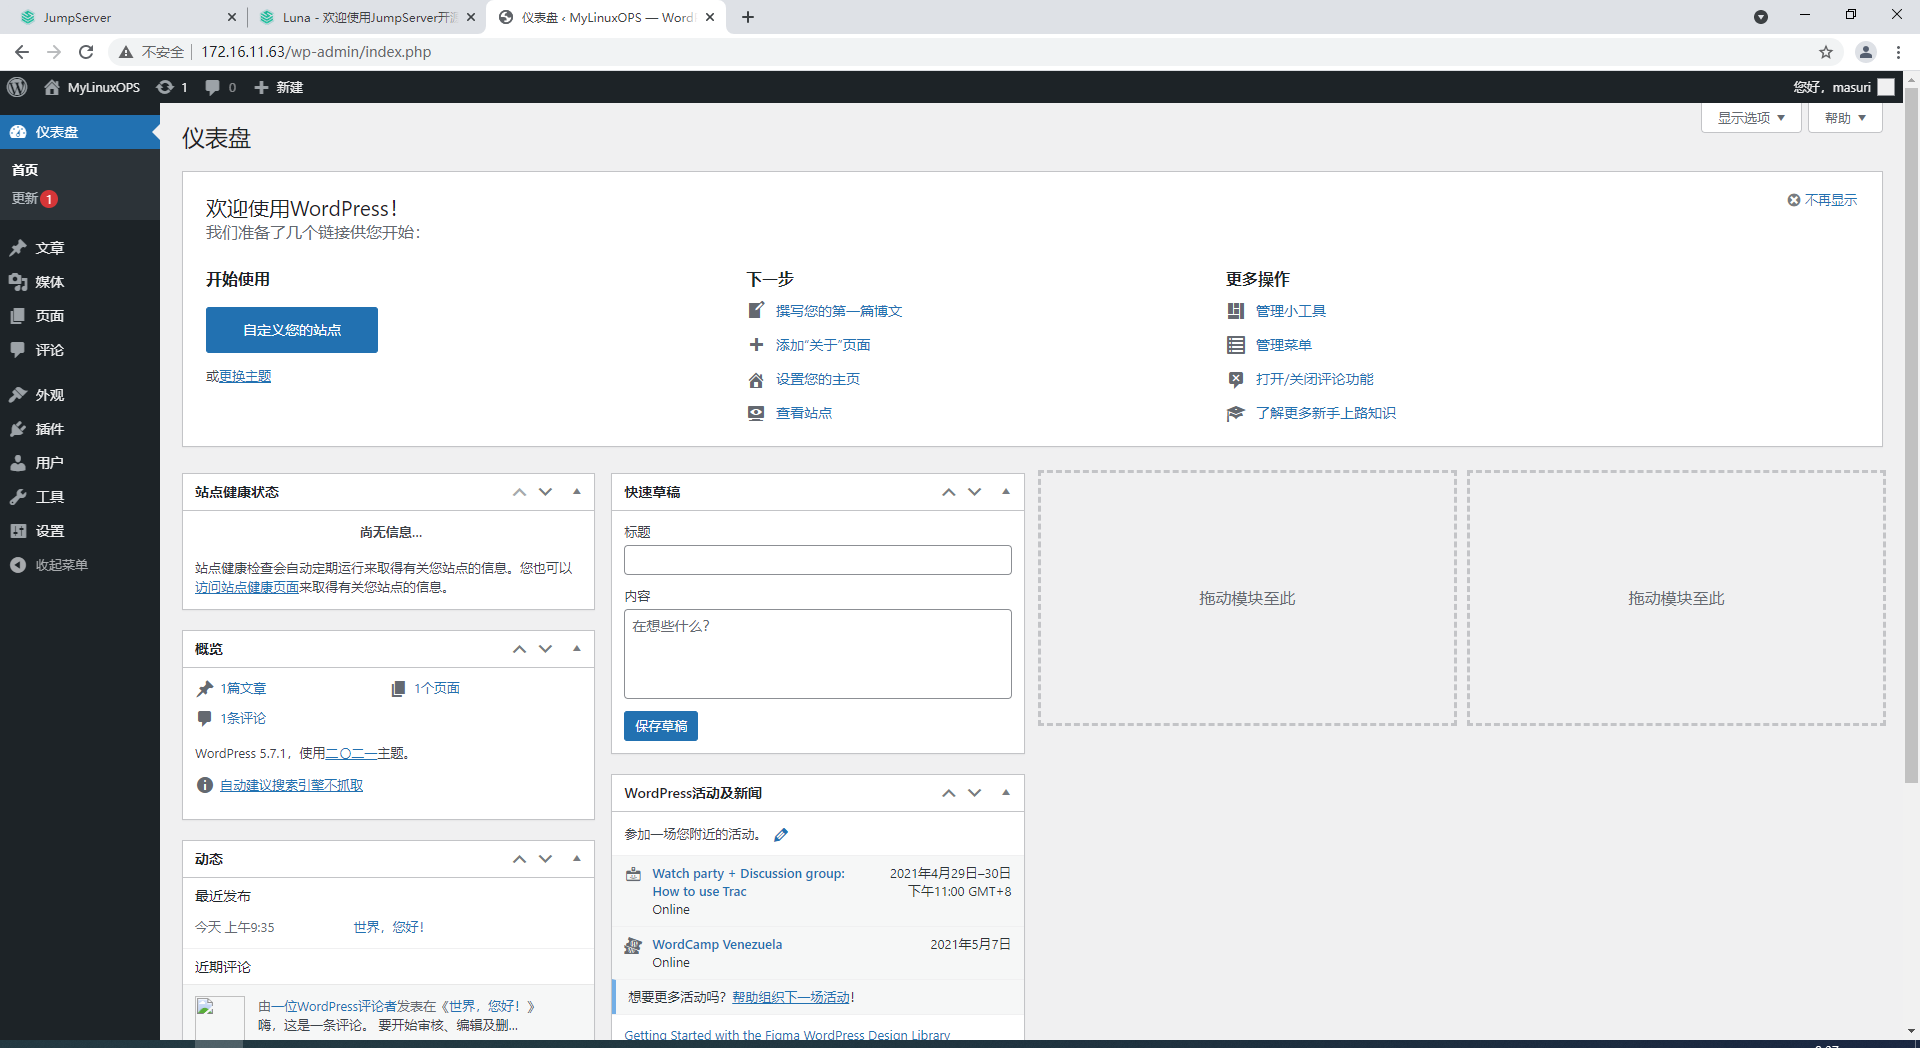 JumpServer
Luna - 欢迎使用JumpServer开源
仪表盘 ‹ MyLinuxOPS — Word
不安全
172.16.11.63/wp-admin/index.php
MyLinuxOPS
1
0
新建
您好，masuri
仪表盘
首页
更新 1
文章
媒体
页面
评论
外观
插件
用户
工具
设置
收起菜单
显示选项
帮助
仪表盘
欢迎使用WordPress！
我们准备了几个链接供您开始：
不再显示
开始使用
自定义您的站点
或更换主题
下一步
撰写您的第一篇博文
添加“关于”页面
设置您的主页
查看站点
更多操作
管理小工具
管理菜单
打开/关闭评论功能
了解更多新手上路知识
站点健康状态
尚无信息…
站点健康检查会自动定期运行来取得有关您站点的信息。您也可以
访问站点健康页面来取得有关您站点的信息。
概览
1篇文章
1个页面
1条评论
WordPress 5.7.1，使用二〇二一主题。
自动建议搜索引擎不抓取
动态
最近发布
今天 上午9:35
世界，您好！
近期评论
由一位WordPress评论者发表在《世界，您好！》
嗨，这是一条评论。 要开始审核、编辑及删…
快速草稿
标题
内容
在想些什么？
保存草稿
WordPress活动及新闻
参加一场您附近的活动。
Watch party + Discussion group:
How to use Trac
Online
2021年4月29日–30日
下午11:00 GMT+8
WordCamp Venezuela
Online
2021年5月7日
想要更多活动吗？帮助组织下一场活动！
Getting Started with the Figma WordPress Design Library
拖动模块至此
拖动模块至此